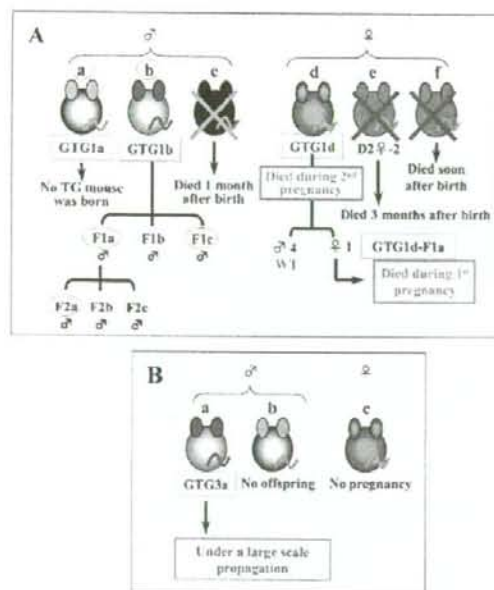 A
♂ ♀
a b c d e f
GTG1a GTG1b GTG1d D2♀-2 Died soon
after birth
No TG mouse
was born
Died 1 month
after birth
Died during 2nd
pregnancy
Died 3 months after birth
F1a F1b F1c
♂ ♂ ♂
♂ 4 ♀ 1 GTG1d-F1a
WT
Died during 1st
pregnancy
F2a F2b F2c
♂ ♂ ♂
B
♂ ♀
a b c
GTG3a No offspring No pregnancy
Under a large scale
propagation